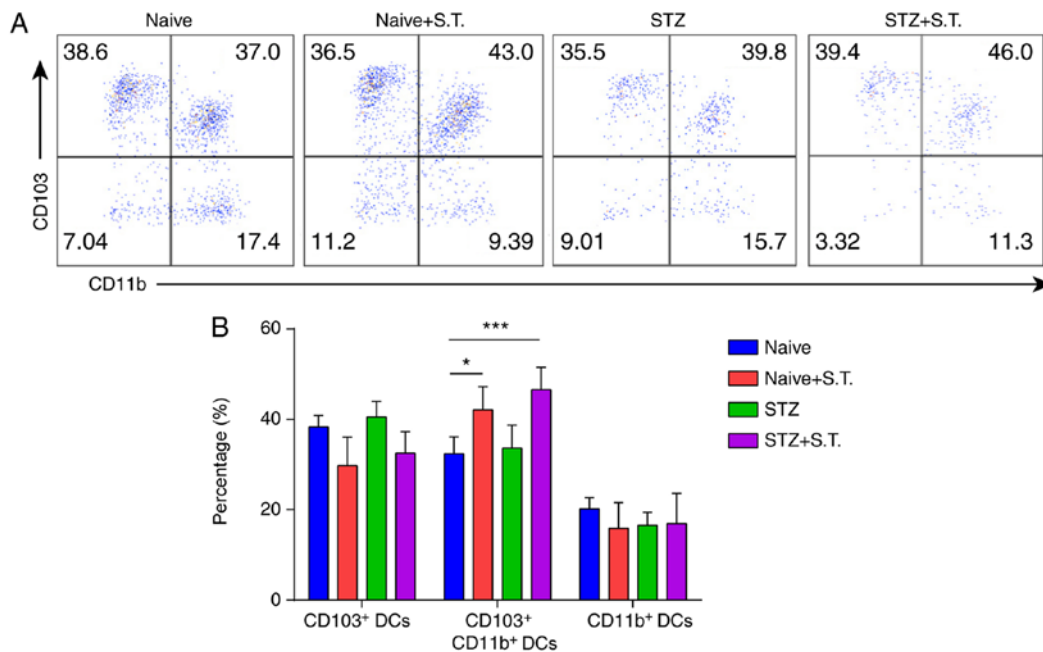 A
Naive
Naive+S.T.
STZ
STZ+S.T.
38.6 37.0
36.5 43.0
35.5 39.8
39.4 46.0
CD103
7.04 17.4
11.2 9.39
9.01 15.7
3.32 11.3
CD11b
B
Percentage (%)
60
40
20
0
***
*
CD103+ DCs
CD103+
CD11b+ DCs
CD11b+ DCs
Naive
Naive+S.T.
STZ
STZ+S.T.